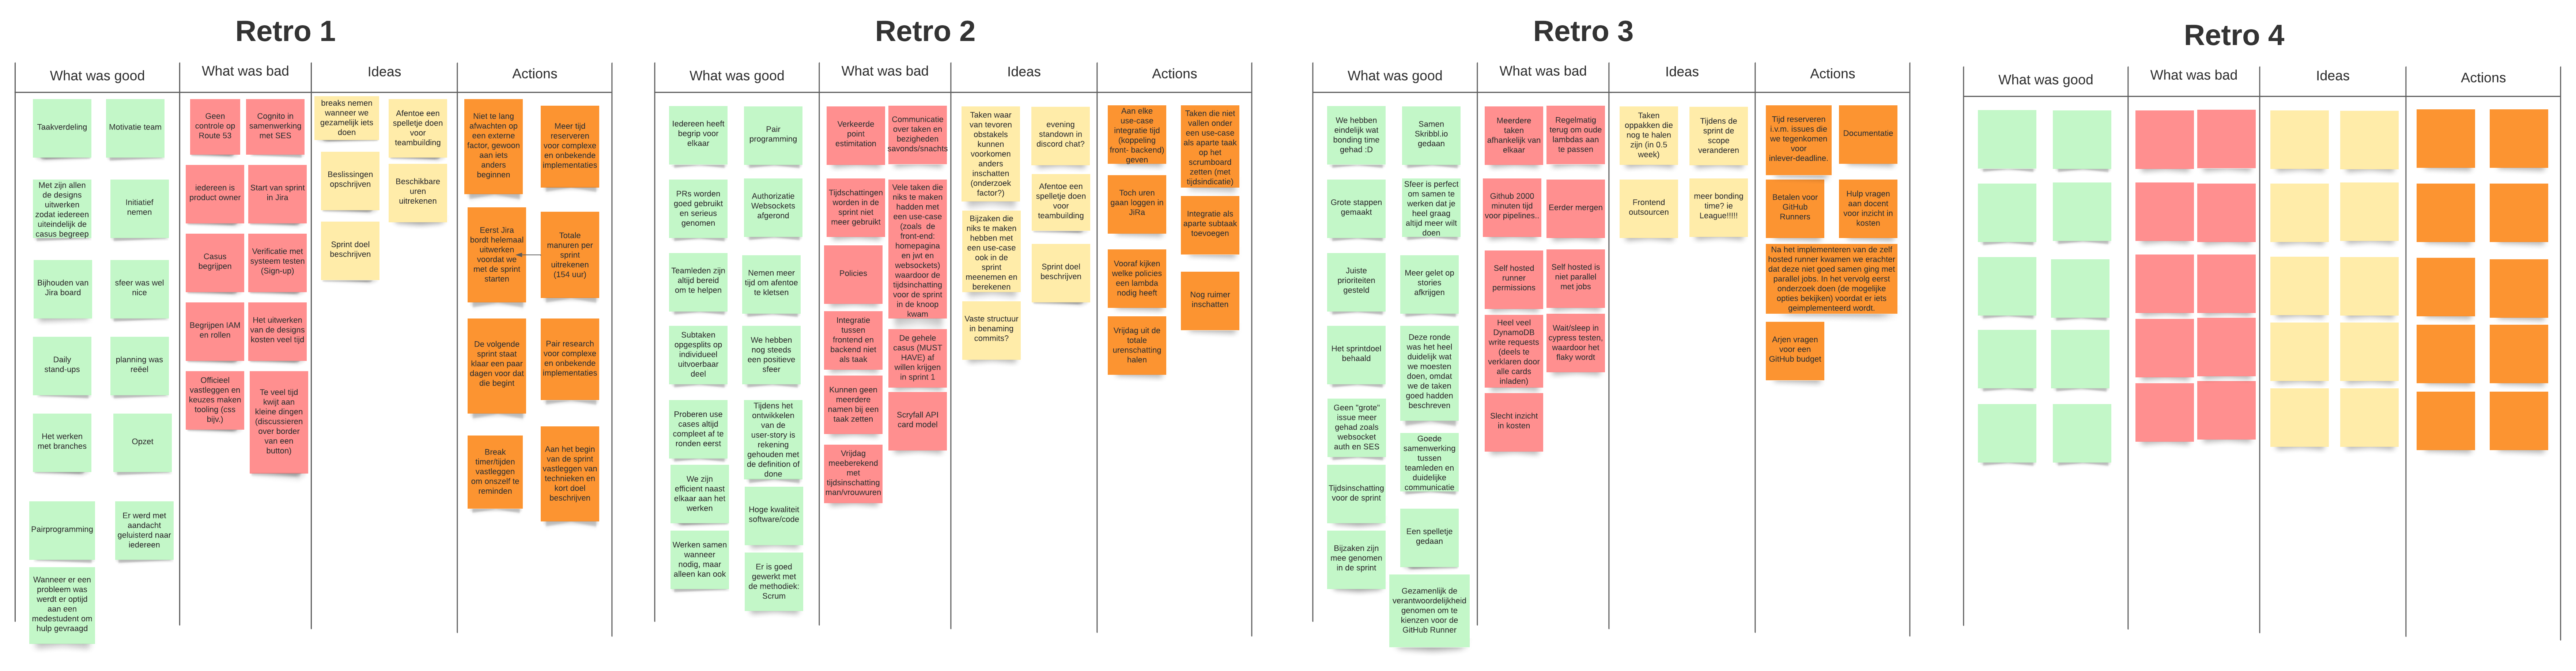 Retro 1
What was good
What was bad
Ideas
Actions
Taakverdeling
Motivatie team
Met zijn allen
de designs
uitwerken
zodat iedereen
uiteindelijk de
casus begreep
Initiatief
nemen
Bijhouden van
Jira board
sfeer was wel
nice
Daily
stand-ups
planning was
reëel
Het werken
met branches
Opzet
Pairprogramming
Er werd met
aandacht
geluisterd naar
iedereen
Wanneer er een
probleem was
werdt er optijd
aan een
medestudent om
hulp gevraagd
Geen
controle op
Route 53
Cognito in
samenwerking
met SES
iedereen is
product owner
Start van sprint
in Jira
Casus
begrijpen
Verificatie met
systeem testen
(Sign-up)
Begrijpen IAM
en rollen
Het uitwerken
van de designs
kosten veel tijd
Officieel
vastleggen en
keuzes maken
tooling (css
bijv.)
Te veel tijd
kwijt aan
kleine dingen
(discussieren
over border
van een
button)
breaks nemen
wanneer we
gezamelijk iets
doen
Afentoe een
spelletje doen
voor
teambuilding
Beslissingen
opschrijven
Beschikbare
uren
uitrekenen
Sprint doel
beschrijven
Niet te lang
afwachten op
een externe
factor, gewoon
aan iets
anders
beginnen
Meer tijd
reserveren
voor complexe
en onbekende
implementaties
Eerst Jira
bordt helemaal
uitwerken
voordat we
met de sprint
starten
Totale
manuren per
sprint
uitrekenen
(154 uur)
De volgende
sprint staat
klaar een paar
dagen voor dat
die begint
Pair research
voor complexe
en onbekende
implementaties
Break
timer/tijden
vastleggen
om onszelf te
reminden
Aan het begin
van de sprint
vastleggen van
technieken en
kort doel
beschrijven
Retro 2
What was good
What was bad
Ideas
Actions
Iedereen heeft
begrip voor
elkaar
Pair
programming
PRs worden
goed gebruikt
en serieus
genomen
Authorizatie
Websockets
afgerond
Teamleden zijn
altijd bereid
om te helpen
Nemen meer
tijd om afentoe
te kletsen
Subtaken
opgesplits op
individueel
uitvoerbaar
deel
We hebben
nog steeds
een positieve
sfeer
Proberen use
cases altijd
compleet af te
ronden eerst
Tijdens het
ontwikkelen
van de
user-story is
rekening
gehouden met
de definition of
done
We zijn
efficient naast
elkaar aan het
werken
Hoge kwaliteit
software/code
Werken samen
wanneer
nodig, maar
alleen kan ook
Er is goed
gewerkt met
de methodiek:
Scrum
Verkeerde
point
estimitation
Communicatie
over taken en
bezigheden
savonds/snachts
Tijdschattingen
worden in de
sprint niet
meer gebruikt
Vele taken die
niks te maken
hadden met
een use-case
(zoals de
front-end:
homepagina
en jwt en
websockets)
waardoor de
tijdsinchatting
voor de sprint
in de knoop
kwam
Policies
Integratie
tussen
frontend en
backend niet
als taak
De gehele
casus (MUST
HAVE) af
willen krijgen
in sprint 1
Kunnen geen
meerdere
namen bij een
taak zetten
Scryfall API
card model
Vrijdag
meeberekend
met
tijdsinschatting
man/vrouwuren
Taken waar
van tevoren
obstakels
kunnen
voorkomen
anders
inschatten
(onderzoek
factor?)
evening
standown in
discord chat?
Afentoe een
spelletje doen
voor
teambuilding
Bijzaken die
niks te maken
hebben met
een use-case
ook in de
sprint
meenemen en
berekenen
Sprint doel
beschrijven
Vaste structuur
in benaming
commits?
Aan elke
use-case
integratie tijd
(koppeling
front- backend)
geven
Taken die niet
vallen onder
een use-case
als aparte taak
op het
scrumboard
zetten (met
tijdsindicatie)
Toch uren
gaan loggen in
JiRa
Integratie als
aparte subtaak
toevoegen
Vooraf kijken
welke policies
een lambda
nodig heeft
Nog ruimer
inschatten
Vrijdag uit de
totale
urenschatting
halen
Retro 3
What was good
What was bad
Ideas
Actions
We hebben
eindelijk wat
bonding time
gehad :D
Samen
Skribbl.io
gedaan
Grote stappen
gemaakt
Sfeer is perfect
om samen te
werken dat je
heel graag
altijd meer wilt
doen
Juiste
prioriteiten
gesteld
Meer gelet op
stories
afkrijgen
Het sprintdoel
behaald
Deze ronde
was het heel
duidelijk wat
we moesten
doen, omdat
we de taken
goed hadden
beschreven
Geen "grote"
issue meer
gehad zoals
websocket
auth en SES
Goede
samenwerking
tussen
teamleden en
duidelijke
communicatie
Tijdsinschatting
voor de sprint
Een spelletje
gedaan
Bijzaken zijn
mee genomen
in de sprint
Gezamenlijk de
verantwoordelijkheid
genomen om te
kienzen voor de
GitHub Runner
Meerdere
taken
afhankelijk van
elkaar
Regelmatig
terug om oude
lambdas aan
te passen
Github 2000
minuten tijd
voor pipelines..
Eerder mergen
Self hosted
runner
permissions
Self hosted is
niet parallel
met jobs
Heel veel
DynamoDB
write requests
(deels te
verklaren door
alle cards
inladen)
Wait/sleep in
cypress testen,
waardoor het
flaky wordt
Slecht inzicht
in kosten
Taken
oppakken die
nog te halen
zijn (in 0.5
week)
Tijdens de
sprint de
scope
veranderen
Frontend
outsourcen
meer bonding
time? ie
League!!!!!
Tijd reserveren
i.v.m. issues die
we tegenkomen
voor
inlever-deadline.
Documentatie
Betalen voor
GitHub
Runners
Hulp vragen
aan docent
voor inzicht in
kosten
Na het implementeren van de zelf
hosted runner kwamen we erachter
dat deze niet goed samen ging met
parallel jobs. In het vervolg eerst
onderzoek doen (de mogelijke
opties bekijken) voordat er iets
geimplementeerd wordt.
Arjen vragen
voor een
GitHub budget
Retro 4
What was good
What was bad
Ideas
Actions